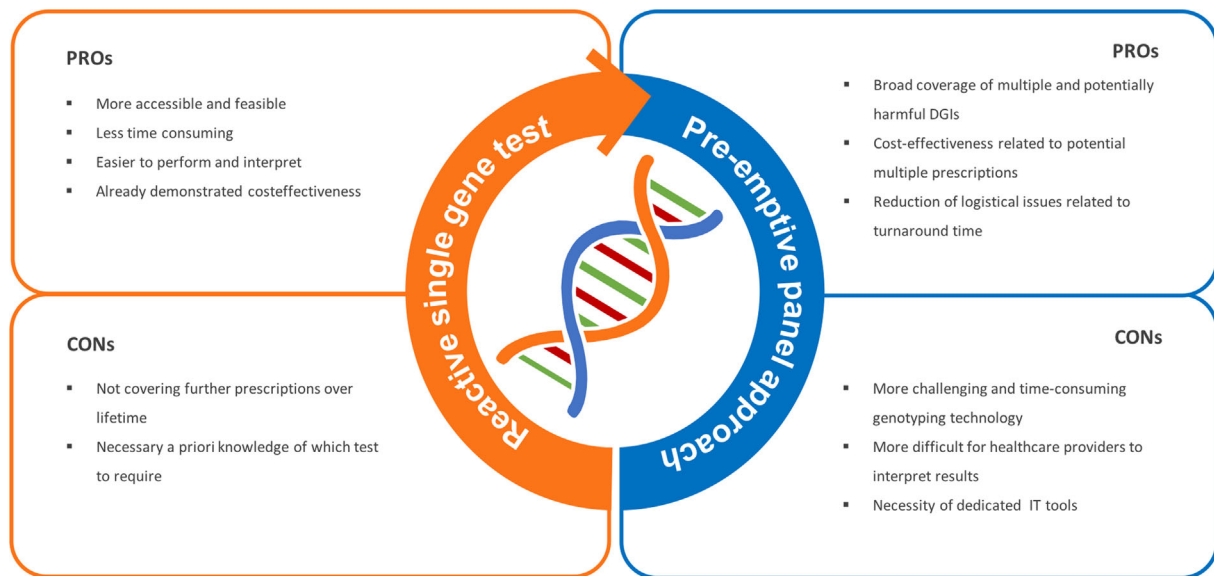 PROs
▪ More accessible and feasible
▪ Less time consuming
▪ Easier to perform and interpret
▪ Already demonstrated costeffectiveness
CONs
▪ Not covering further prescriptions over
lifetime
▪ Necessary a priori knowledge of which test
to require
Reactive single gene test
Pre-emptive panel approach
PROs
▪ Broad coverage of multiple and potentially
harmful DGIs
▪ Cost-effectiveness related to potential
multiple prescriptions
▪ Reduction of logistical issues related to
turnaround time
CONs
▪ More challenging and time-consuming
genotyping technology
▪ More difficult for healthcare providers to
interpret results
▪ Necessity of dedicated IT tools